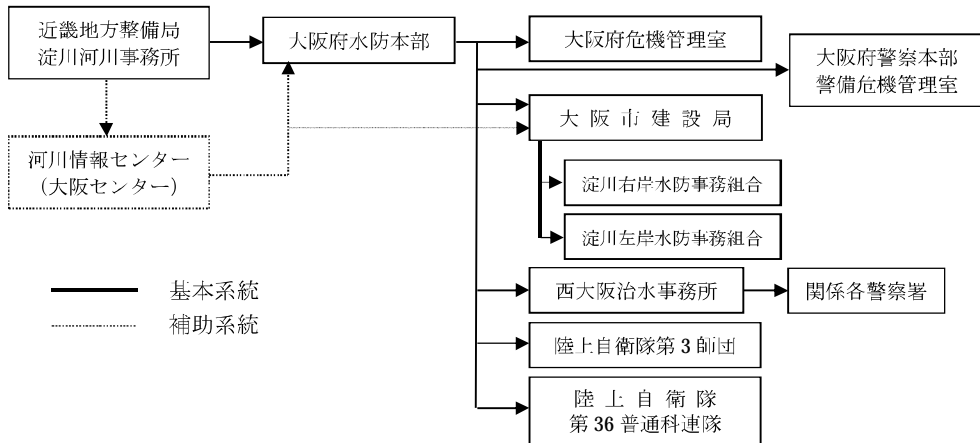 近畿地方整備局
淀川河川事務所
大阪府水防本部
大阪府危機管理室
大阪府警察本部
警備危機管理室
大阪市建設局
河川情報センター
(大阪センター)
淀川右岸水防事務組合
淀川左岸水防事務組合
基本系統
補助系統
西大阪治水事務所
関係各警察署
陸上自衛隊第3師団
陸上自衛隊
第36普通科連隊